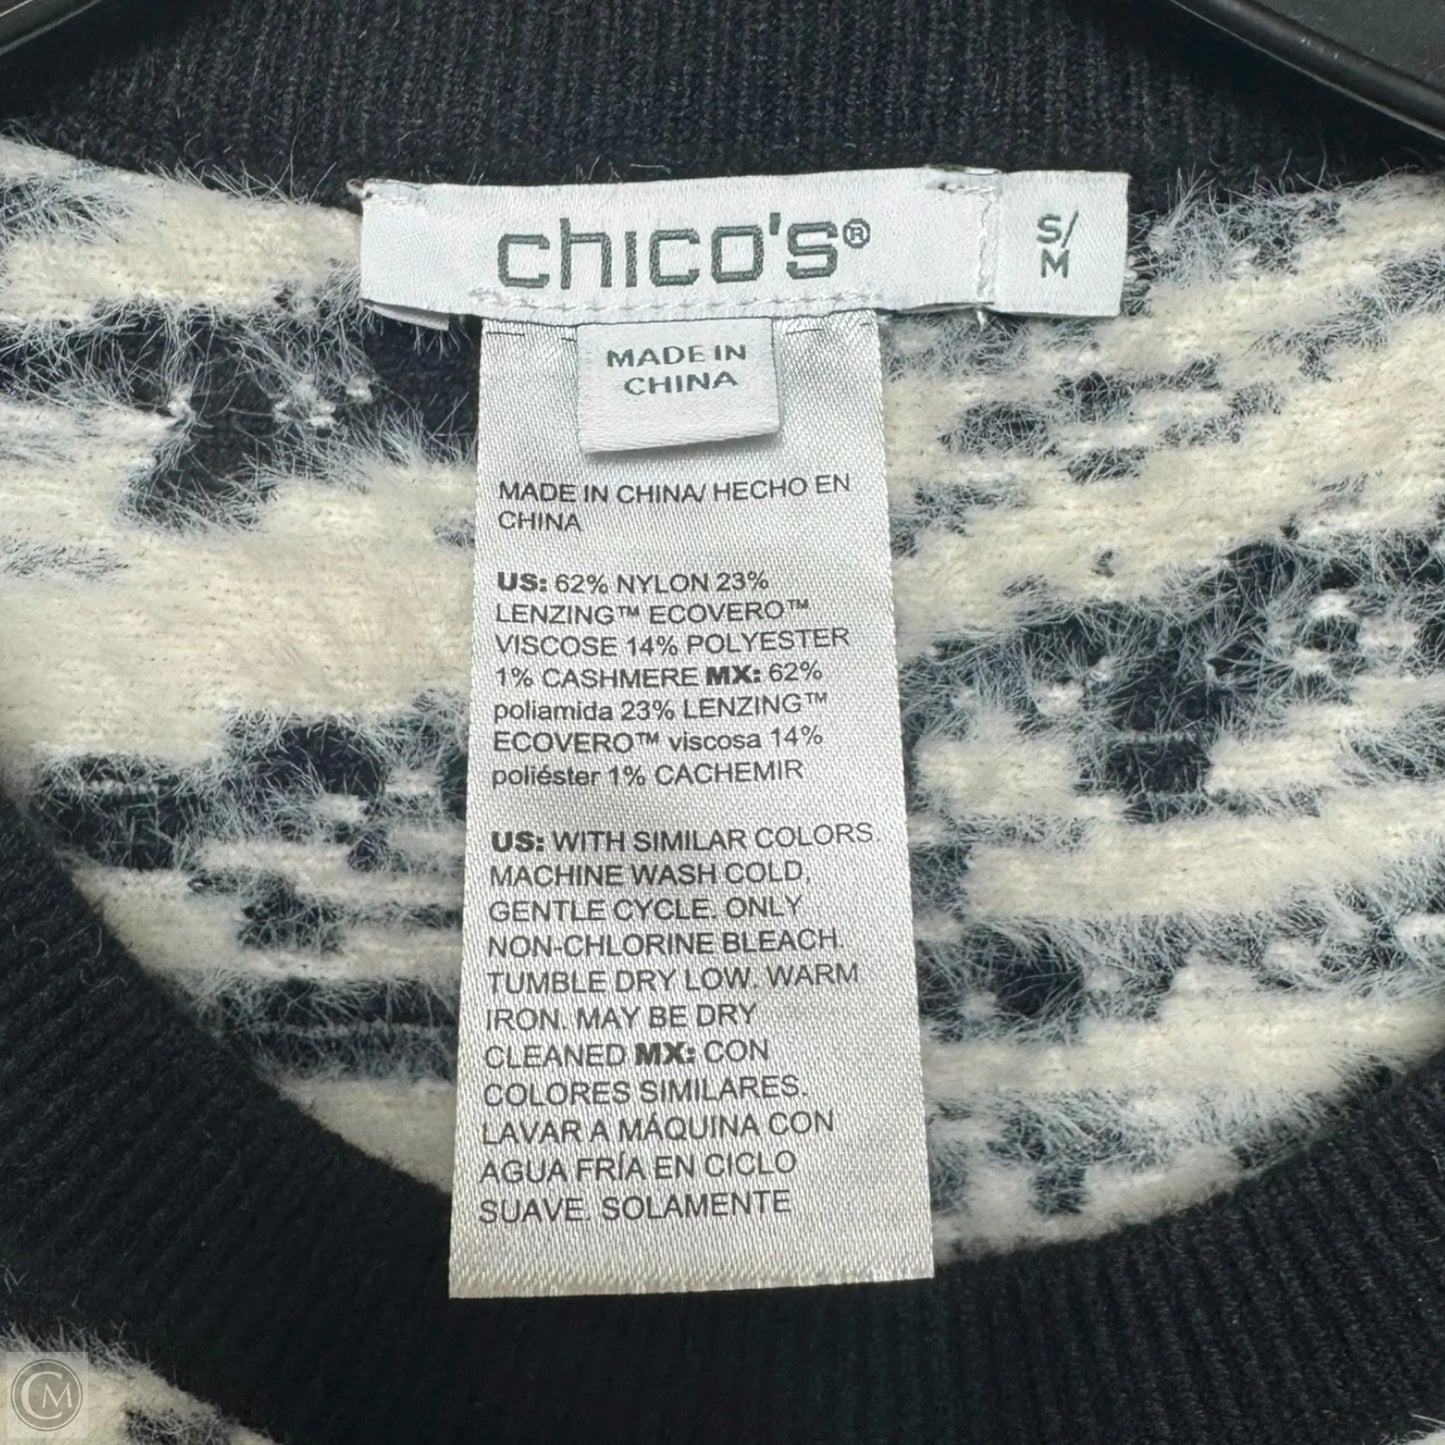 chico's®
S/
M
MADE IN
CHINA
MADE IN CHINA/ HECHO EN
CHINA
US: 62% NYLON 23%
LENZING™ ECOVERO™
VISCOSE 14% POLYESTER
1% CASHMERE MX: 62%
poliamida 23% LENZING™
ECOVERO™ viscosa 14%
poliéster 1% CACHEMIR
US: WITH SIMILAR COLORS.
MACHINE WASH COLD,
GENTLE CYCLE. ONLY
NON-CHLORINE BLEACH.
TUMBLE DRY LOW. WARM
IRON. MAY BE DRY
CLEANED MX: CON
COLORES SIMILARES.
LAVAR A MÁQUINA CON
AGUA FRÍA EN CICLO
SUAVE. SOLAMENTE
CM